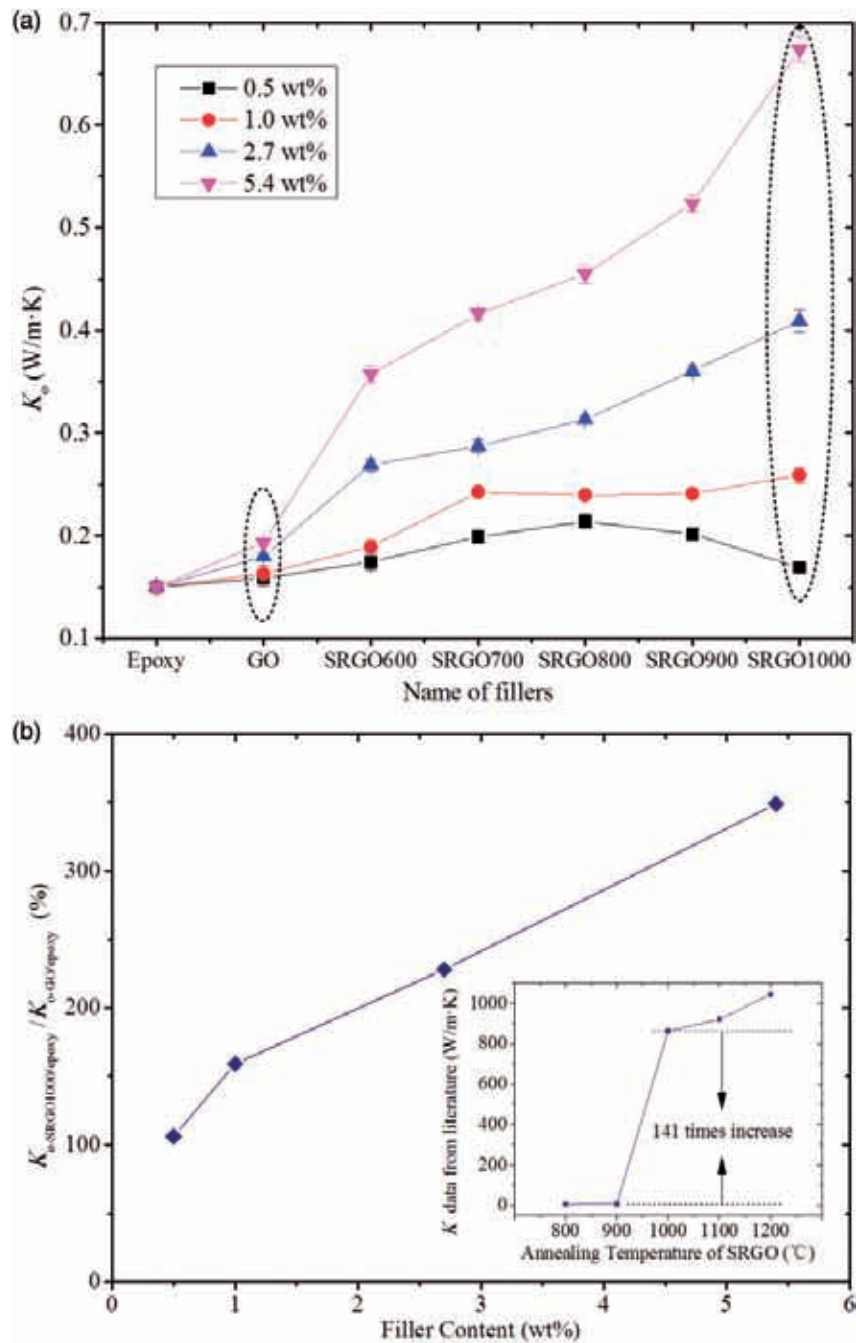 (a)
0.7
0.6
0.5
0.4
0.3
0.2
0.1
0.5 wt%
1.0 wt%
2.7 wt%
5.4 wt%
Kₑ (W/m·K)
Epoxy GO SRGO600 SRGO700 SRGO800 SRGO900 SRGO1000
Name of fillers
(b)
400
300
200
100
0
Kₑ-SRGO1000/epoxy / Kₑ-GO/epoxy (%)
1000
800
600
400
200
0
K data from literature (W/m·K)
141 times increase
800 900 1000 1100 1200
Annealing Temperature of SRGO (℃)
0 1 2 3 4 5 6
Filler Content (wt%)